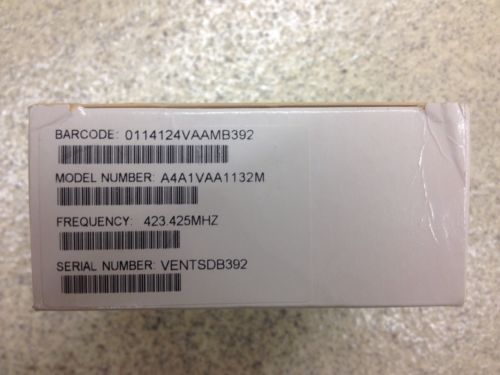 BARCODE: 0114124VAAMB392
MODEL NUMBER: A4A1VAA1132M
FREQUENCY: 423.425MHZ
SERIAL NUMBER: VENTSDB392